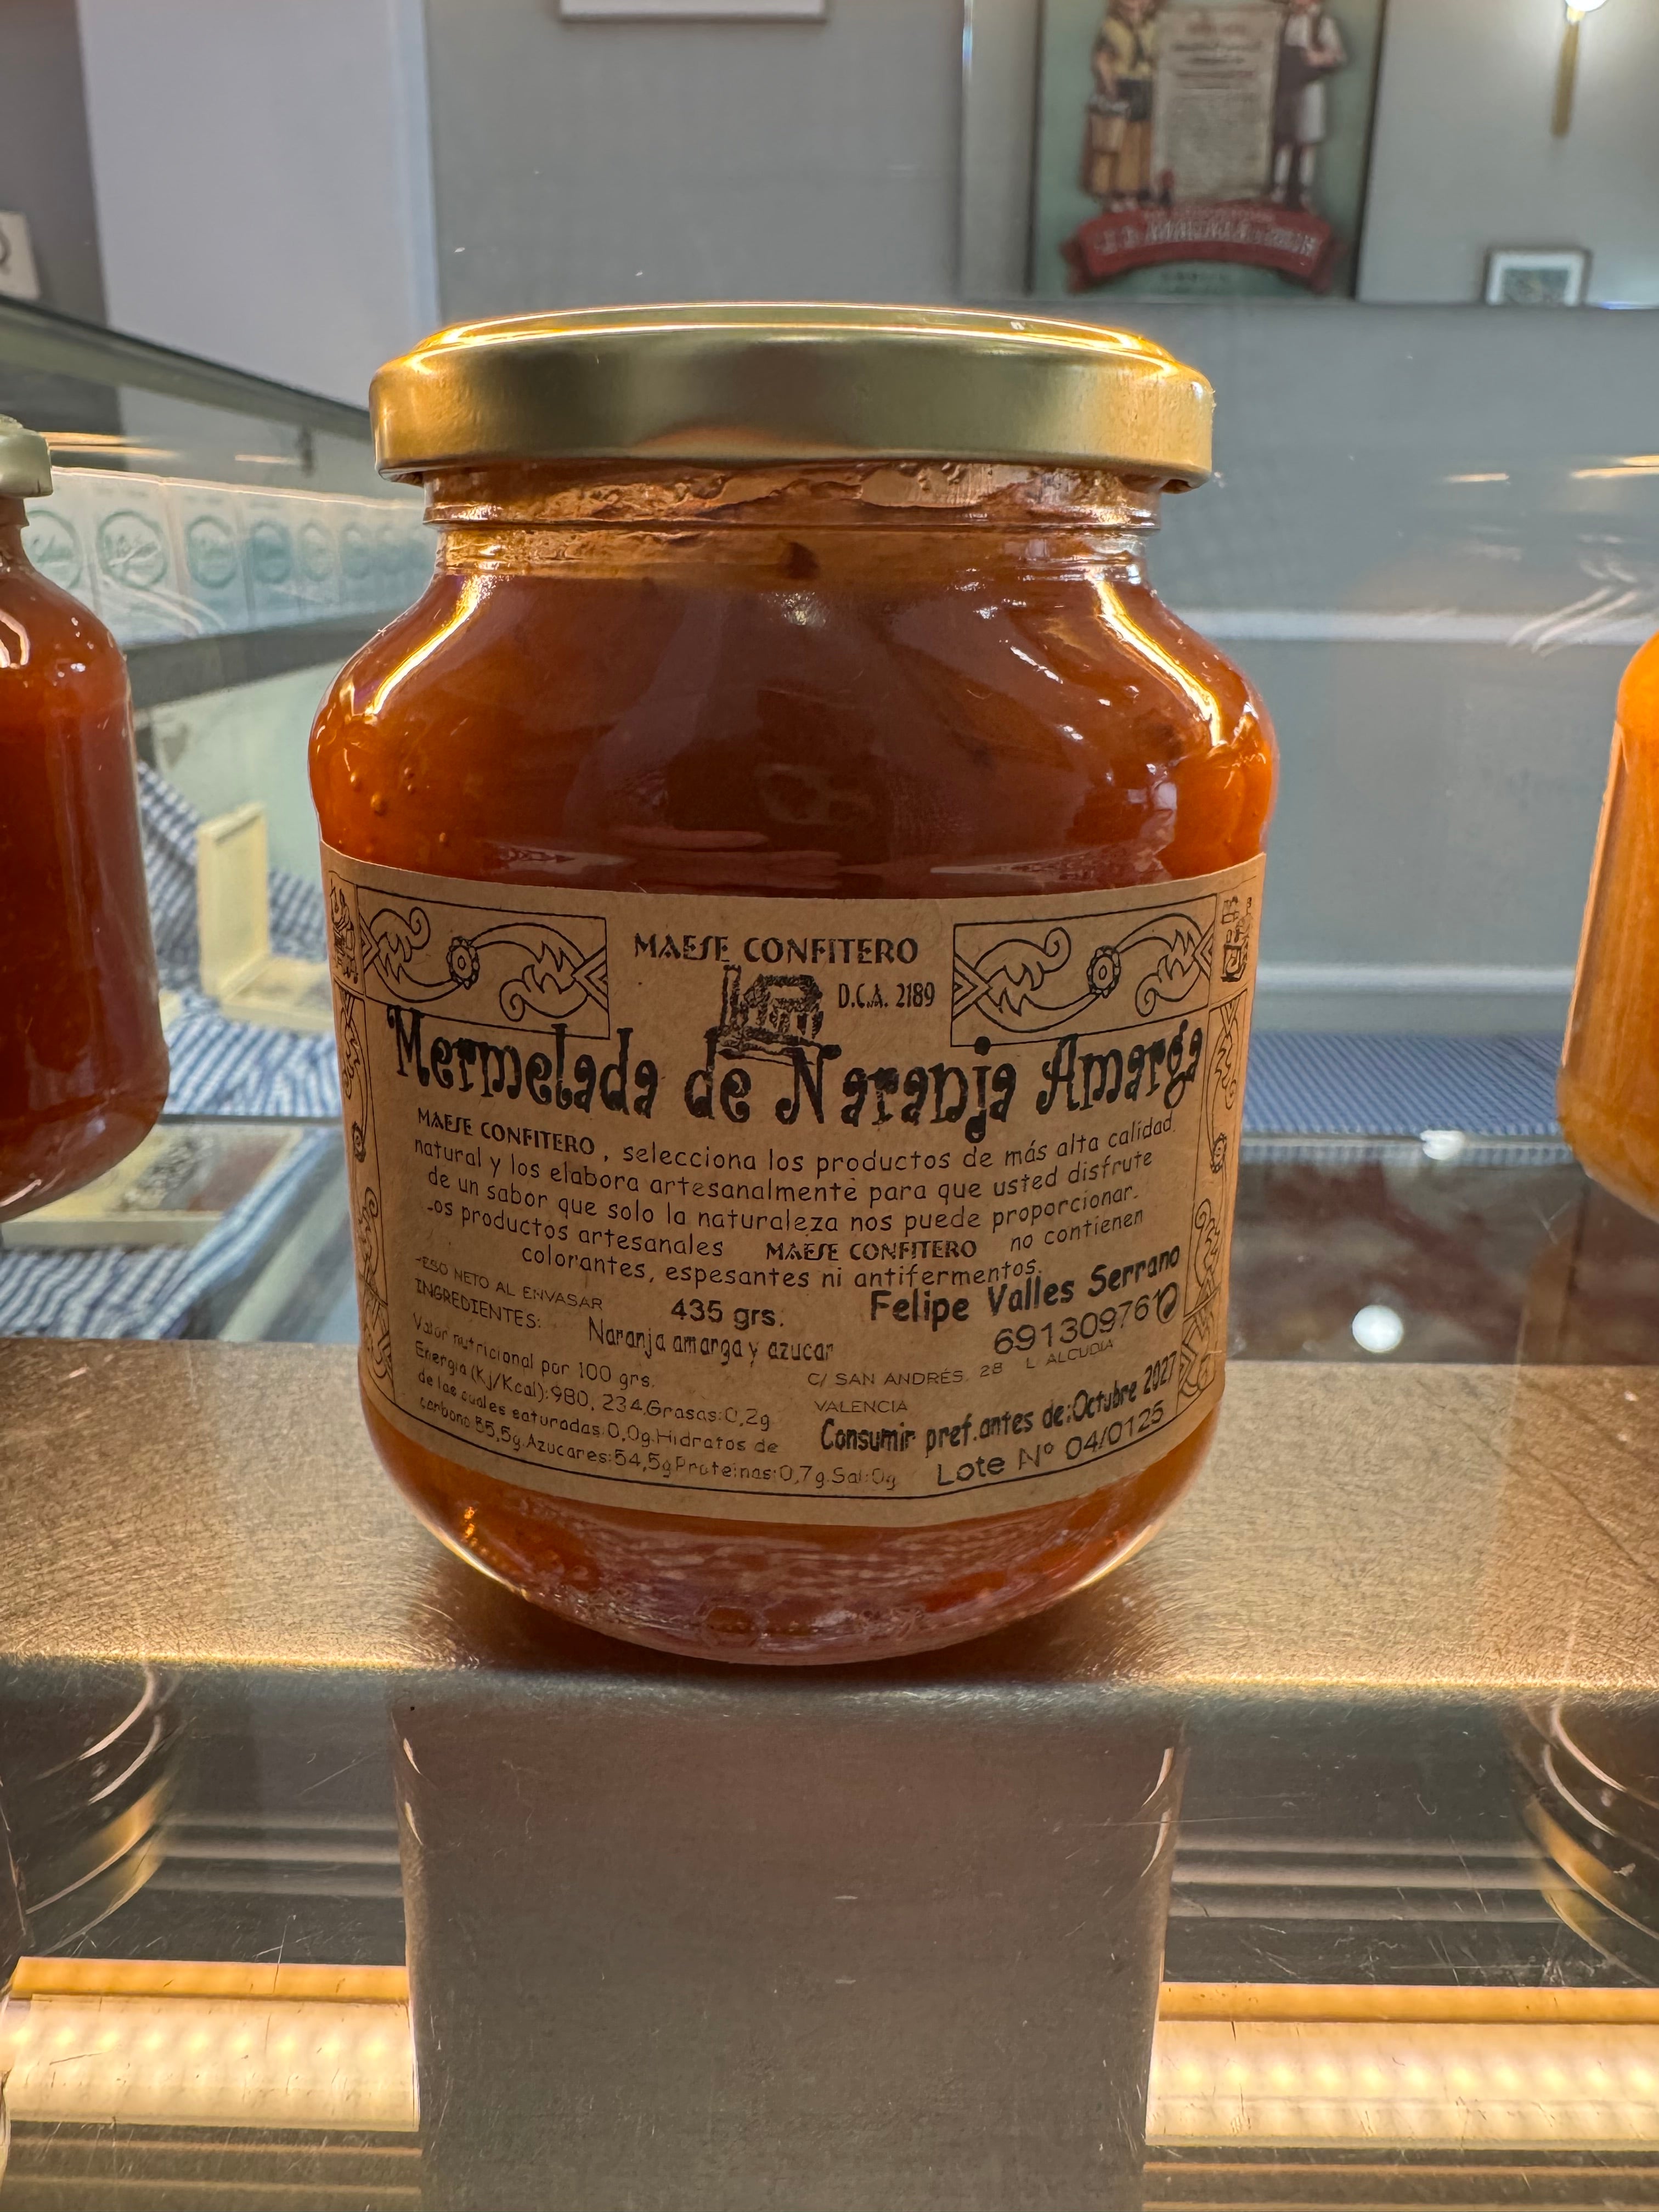 MAESE CONFITERO
D.C.A. 2189
Mermelada de Naranja Amarga
MAESE CONFITERO , selecciona los productos de más alta calidad,
natural y los elabora artesanalmente para que usted disfrute
de un sabor que solo la naturaleza nos puede proporcionar.
os productos artesanales MAESE CONFITERO no contienen
colorantes, espesantes ni antifermentos.
ESO NETO AL ENVASAR 435 grs.
INGREDIENTES: Naranja amarga y azucar
Valor nutricional por 100 grs.
Energia (Kj/Kcal):980, 234.Grasas:0,2g
de las cuales saturadas:0,0g.Hidratos de
carbono:55,5g.Azucares:54,5g Proteinas:0,7g.Sal:0g
Felipe Valles Serrano
691309761
C/ SAN ANDRÉS, 28 L ALCUDIA
VALENCIA
Consumir pref.antes de:Octubre 2027
Lote Nº 04/0125